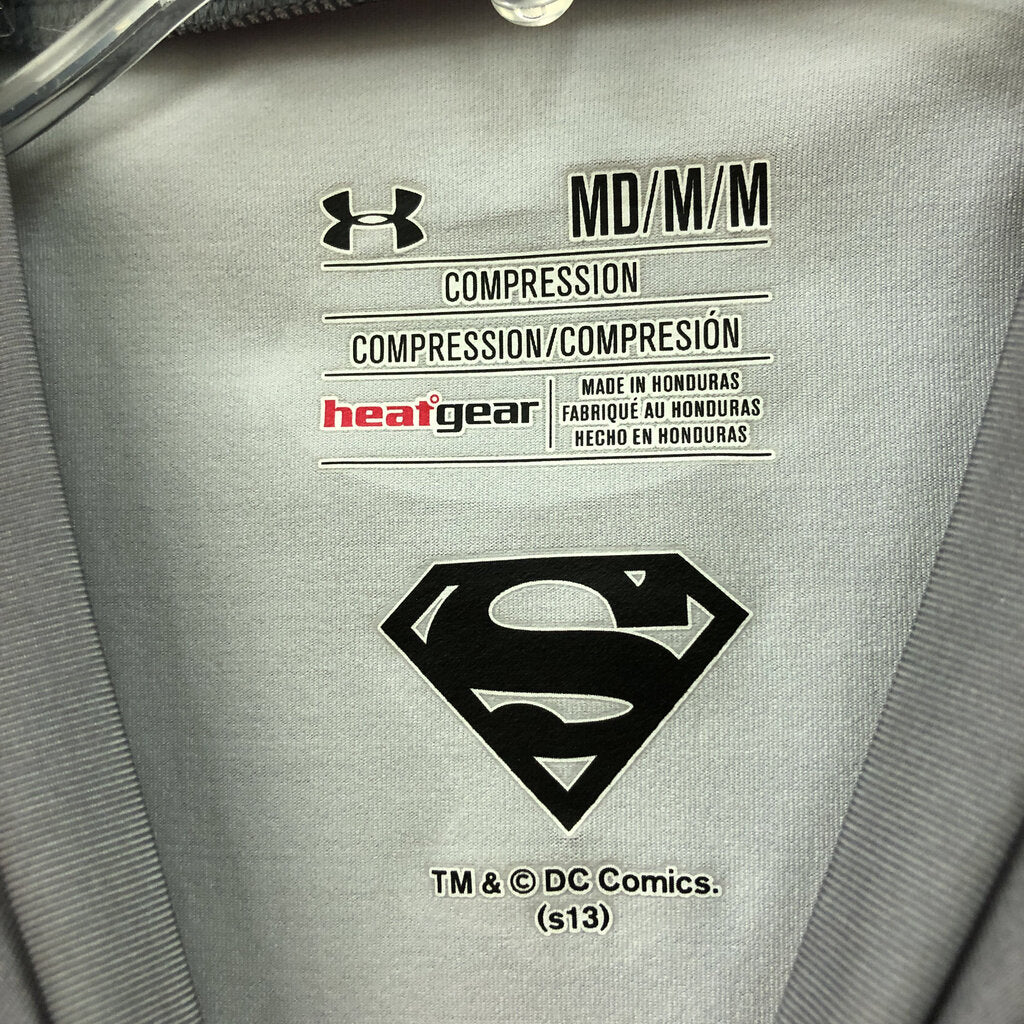 MD/M/M
COMPRESSION
COMPRESSION/COMPRESIÓN
heatgear
MADE IN HONDURAS
FABRIQUÉ AU HONDURAS
HECHO EN HONDURAS
S
TM & © DC Comics.
(s13)